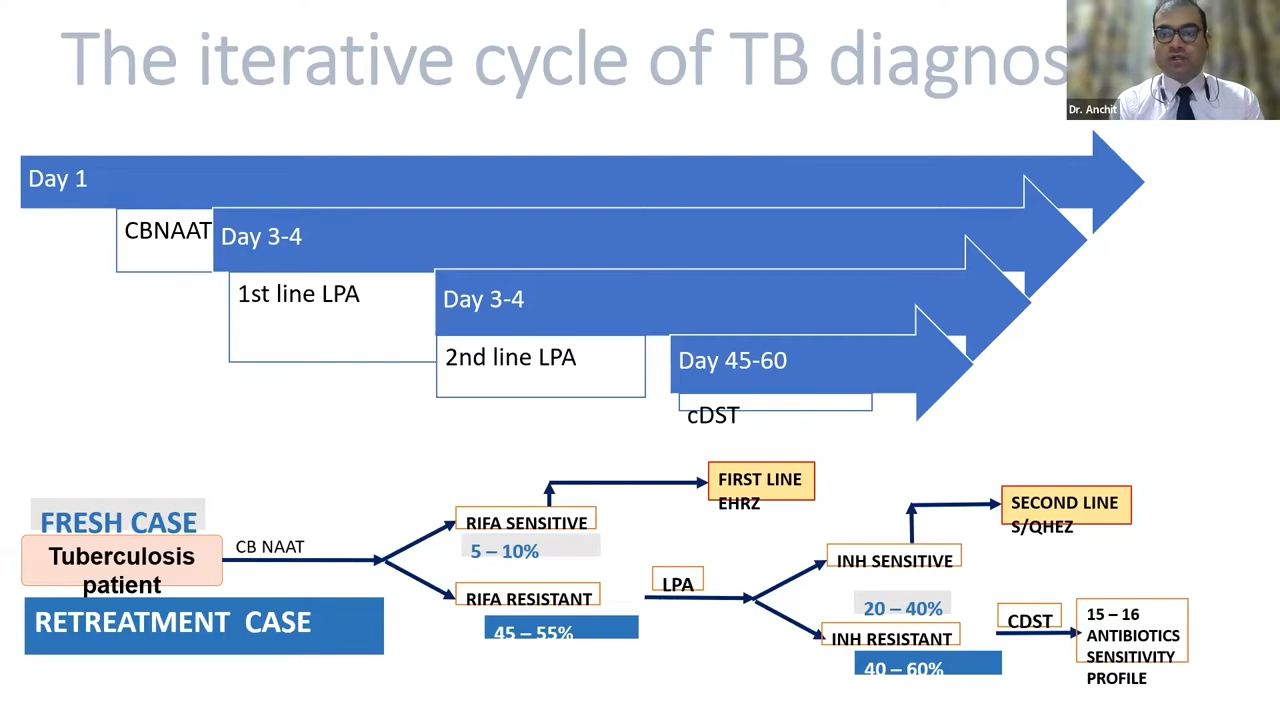 The iterative cycle of TB diagnos
Dr. Anchit
Day 1
CBNAAT
Day 3-4
1st line LPA
Day 3-4
2nd line LPA
Day 45-60
cDST
FRESH CASE
Tuberculosis
patient
RETREATMENT CASE
CB NAAT
RIFA SENSITIVE
5 – 10%
RIFA RESISTANT
45 – 55%
FIRST LINE
EHRZ
LPA
INH SENSITIVE
20 – 40%
INH RESISTANT
40 – 60%
SECOND LINE
S/QHEZ
CDST
15 – 16
ANTIBIOTICS
SENSITIVITY
PROFILE